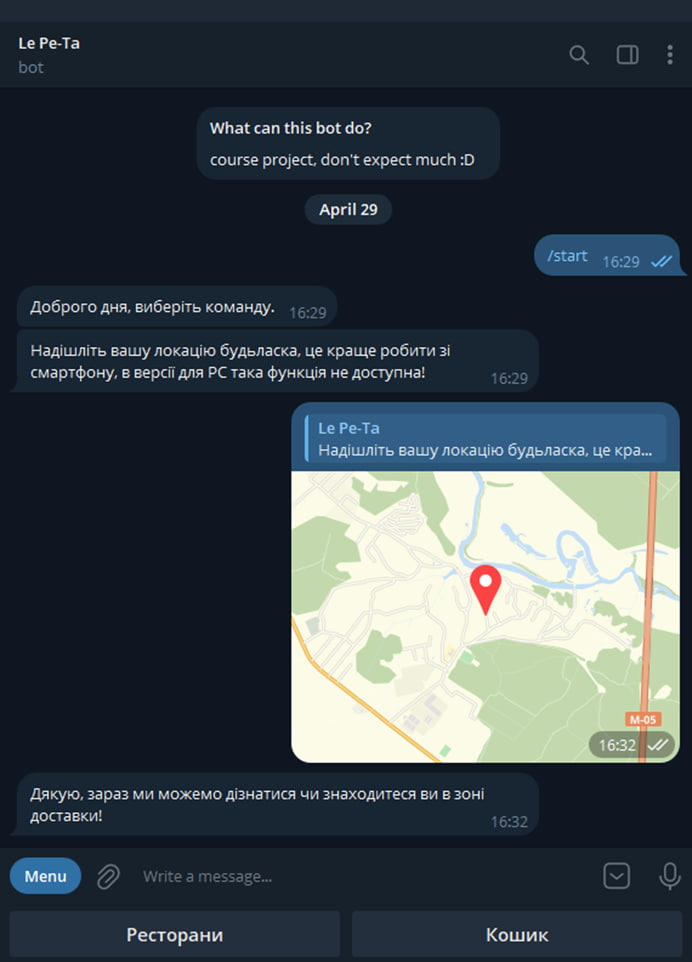 Le Pe-Ta
bot
What can this bot do?
course project, don't expect much :D
April 29
/start 16:29
Доброго дня, виберіть команду. 16:29
Надішліть вашу локацію будьласка, це краще робити зі
смартфону, в версії для PC така функція не доступна! 16:29
Le Pe-Ta
Надішліть вашу локацію будьласка, це кра...
M-05
16:32
Дякую, зараз ми можемо дізнатися чи знаходитеся ви в зоні
доставки! 16:32
Menu Write a message...
Ресторани Кошик